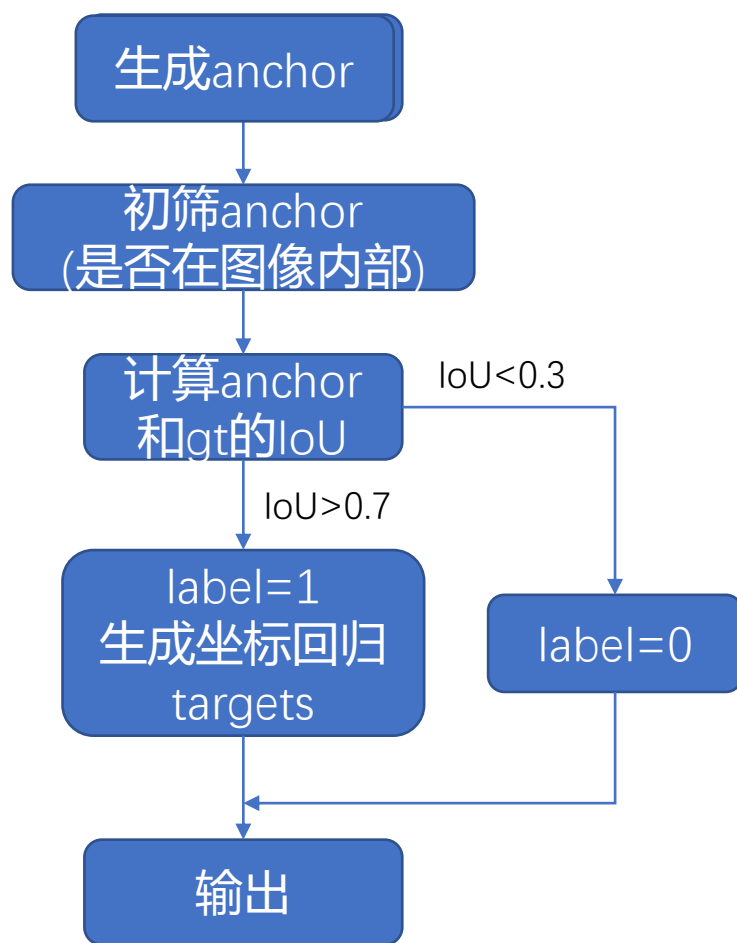 生成anchor
初筛anchor
(是否在图像内部)
计算anchor
和gt的IoU
IoU<0.3
IoU>0.7
label=1
生成坐标回归
targets
label=0
输出